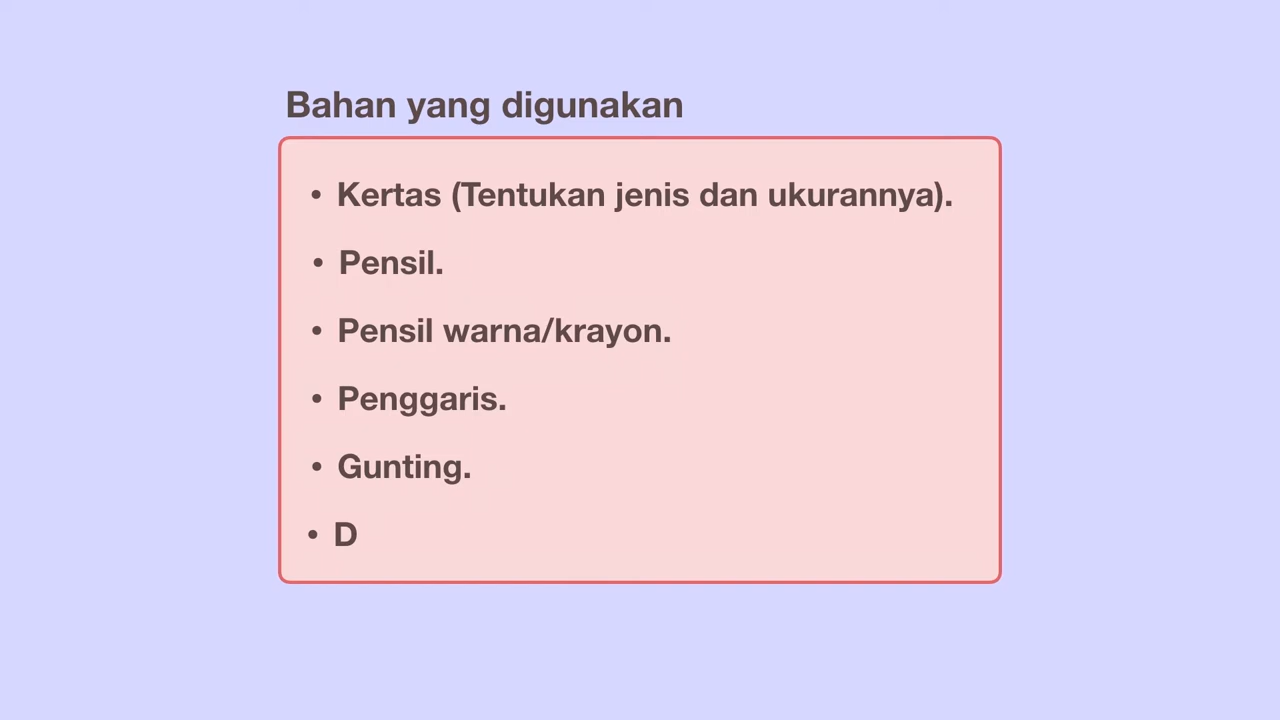 Bahan yang digunakan
• Kertas (Tentukan jenis dan ukurannya).
• Pensil.
• Pensil warna/krayon.
• Penggaris.
• Gunting.
• D